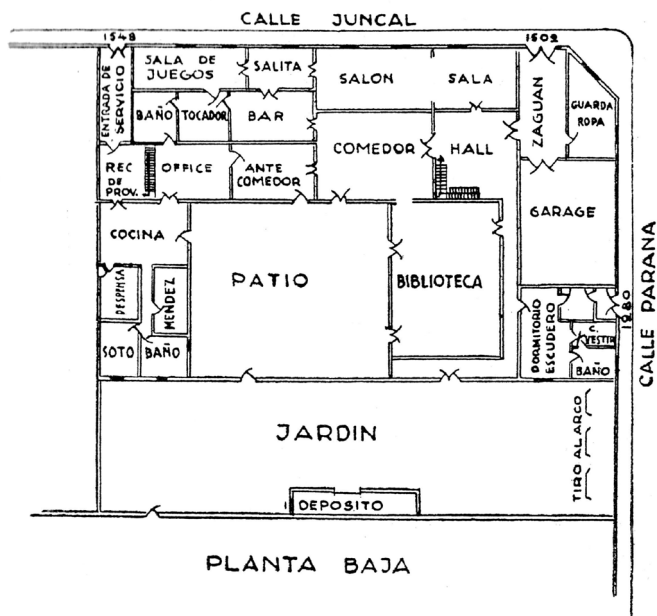 CALLE JUNCAL
1548
1502
ENTRADA DE
SERVICIO
SALA DE
JUEGOS
SALITA
SALON
SALA
ZAGUAN
GUARDA
ROPA
BAÑO
TOCADOR
BAR
COMEDOR
HALL
REC
DE PROV.
OFFICE
ANTE
COMEDOR
GARAGE
COCINA
PATIO
BIBLIOTECA
DESPENSA
MENDEZ
DORMITORIO
ESCUDERO
1280
CALLE PARANA
C.
VESTIR
SOTO
BAÑO
BAÑO
JARDIN
TIRO AL ARCO
DEPOSITO
PLANTA BAJA